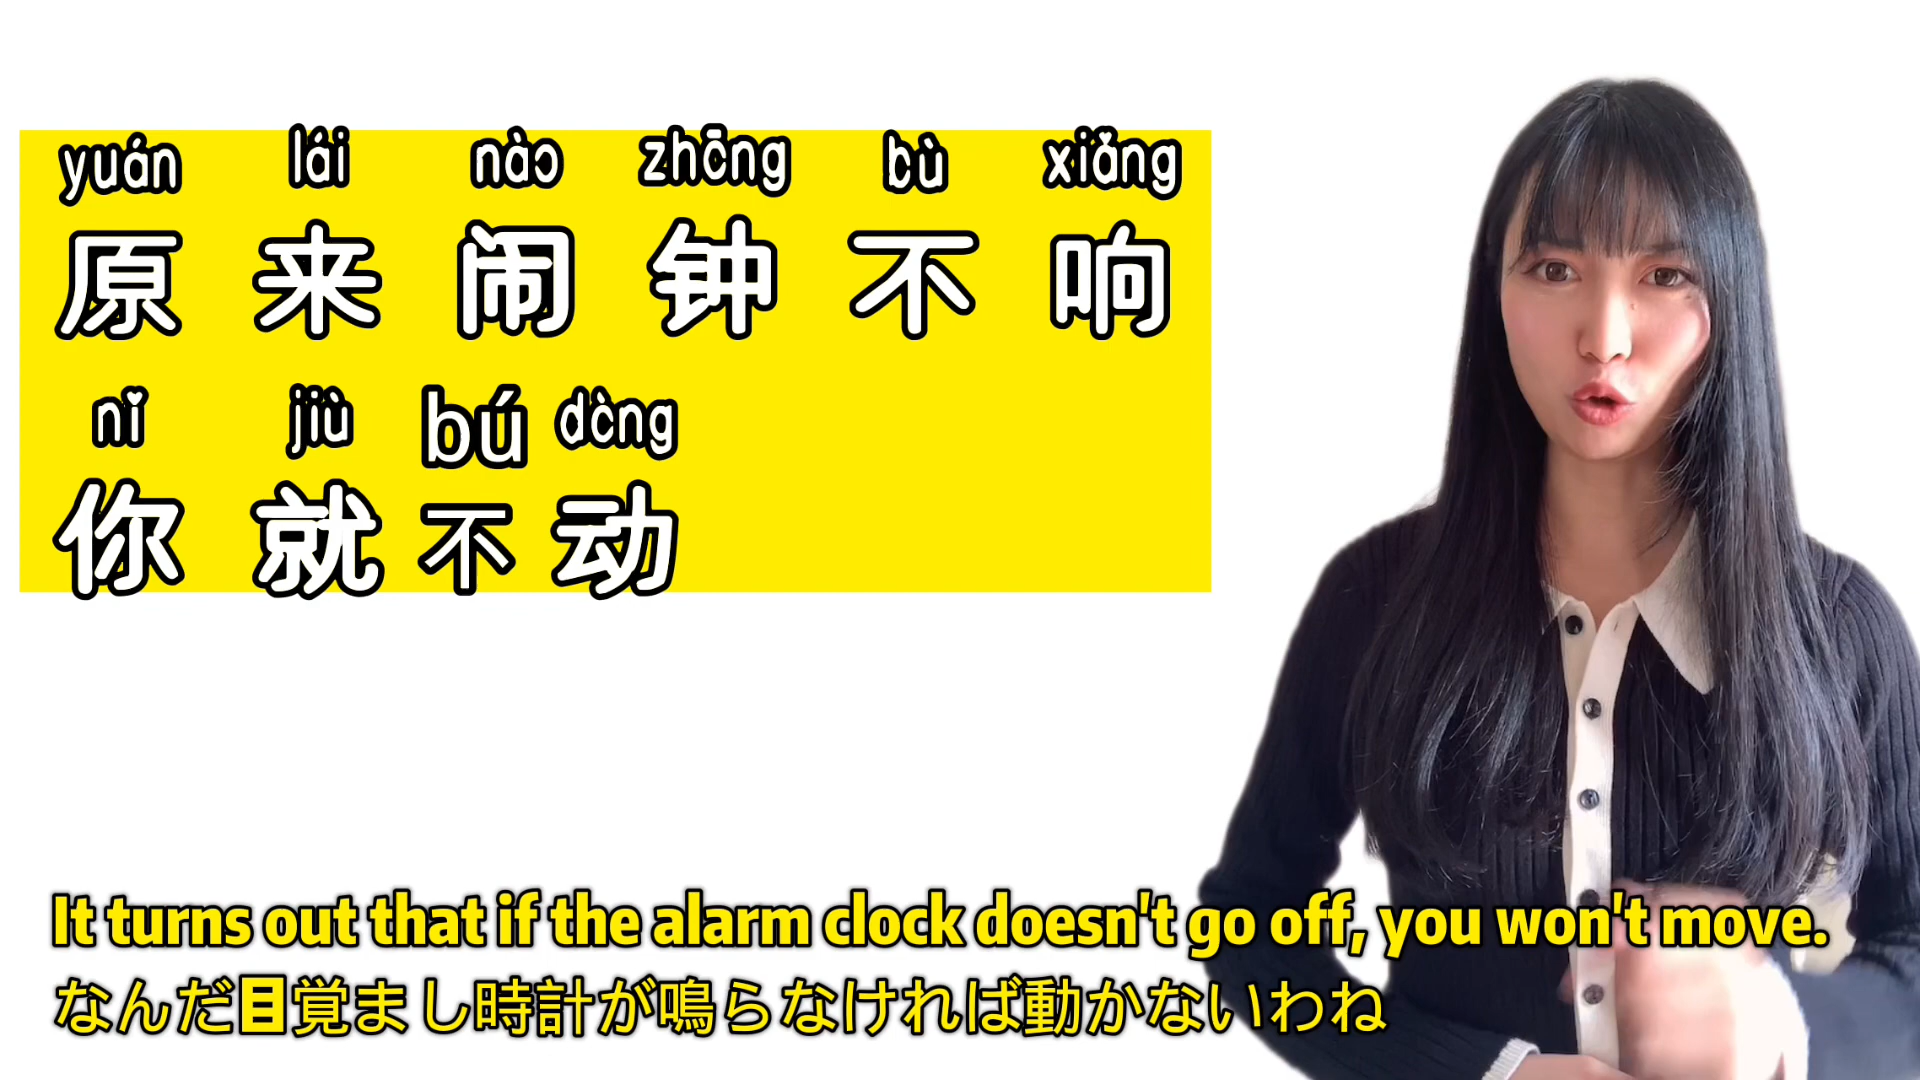 yuán lái nào zhōng bù xiǎng
原来闹钟不响
nǐ jiù bú dòng
你就不动
It turns out that if the alarm clock doesn't go off, you won't move.
なんだ目覚まし時計が鳴らなければ動かないわね